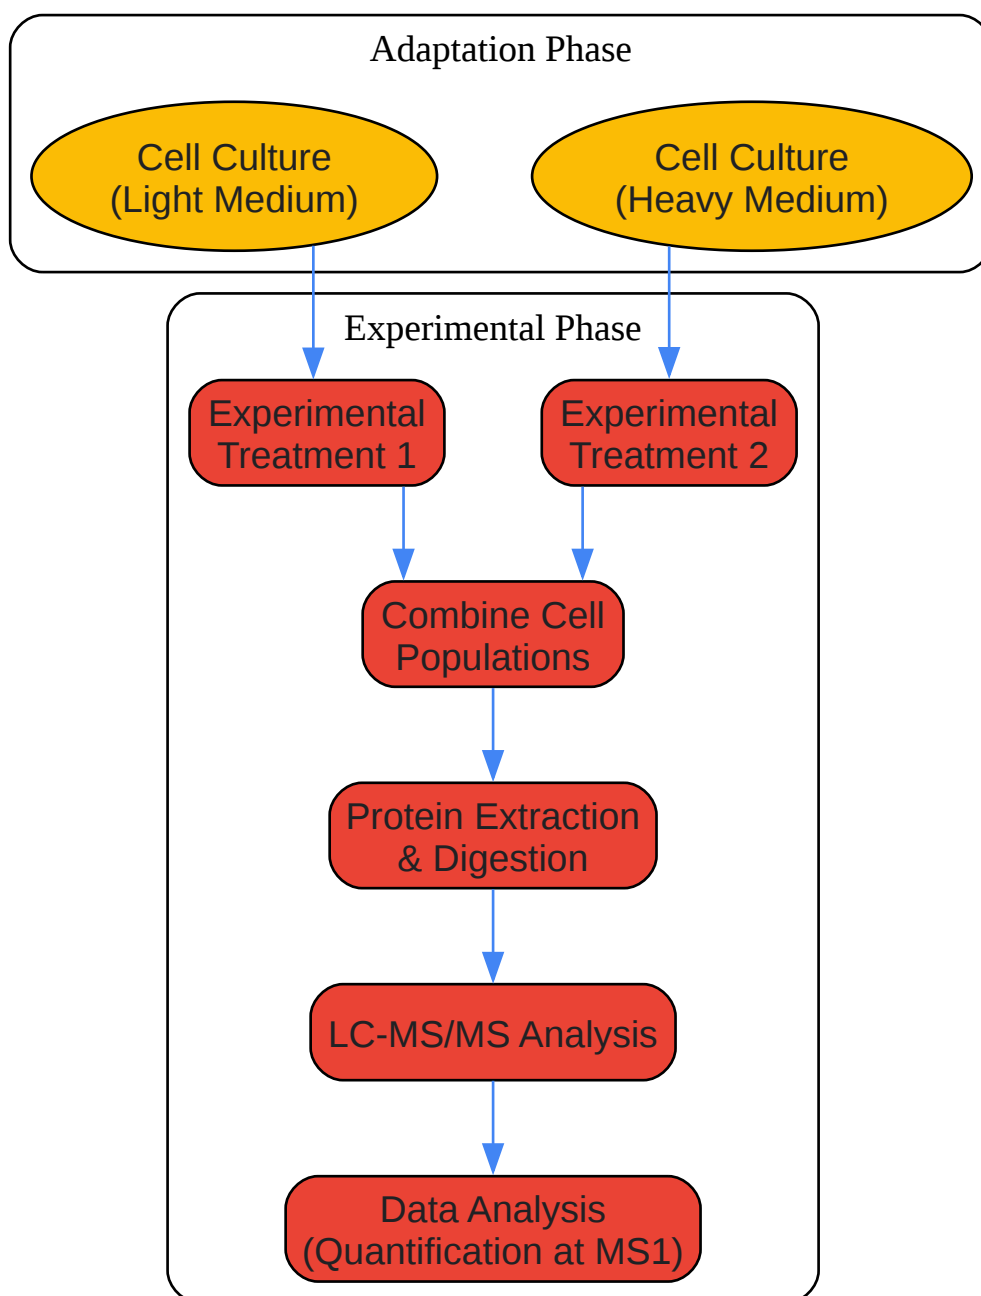 Adaptation Phase
Cell Culture
(Light Medium)
Cell Culture
(Heavy Medium)
Experimental Phase
Experimental
Treatment 1
Experimental
Treatment 2
Combine Cell
Populations
Protein Extraction
& Digestion
LC-MS/MS Analysis
Data Analysis
(Quantification at MS1)